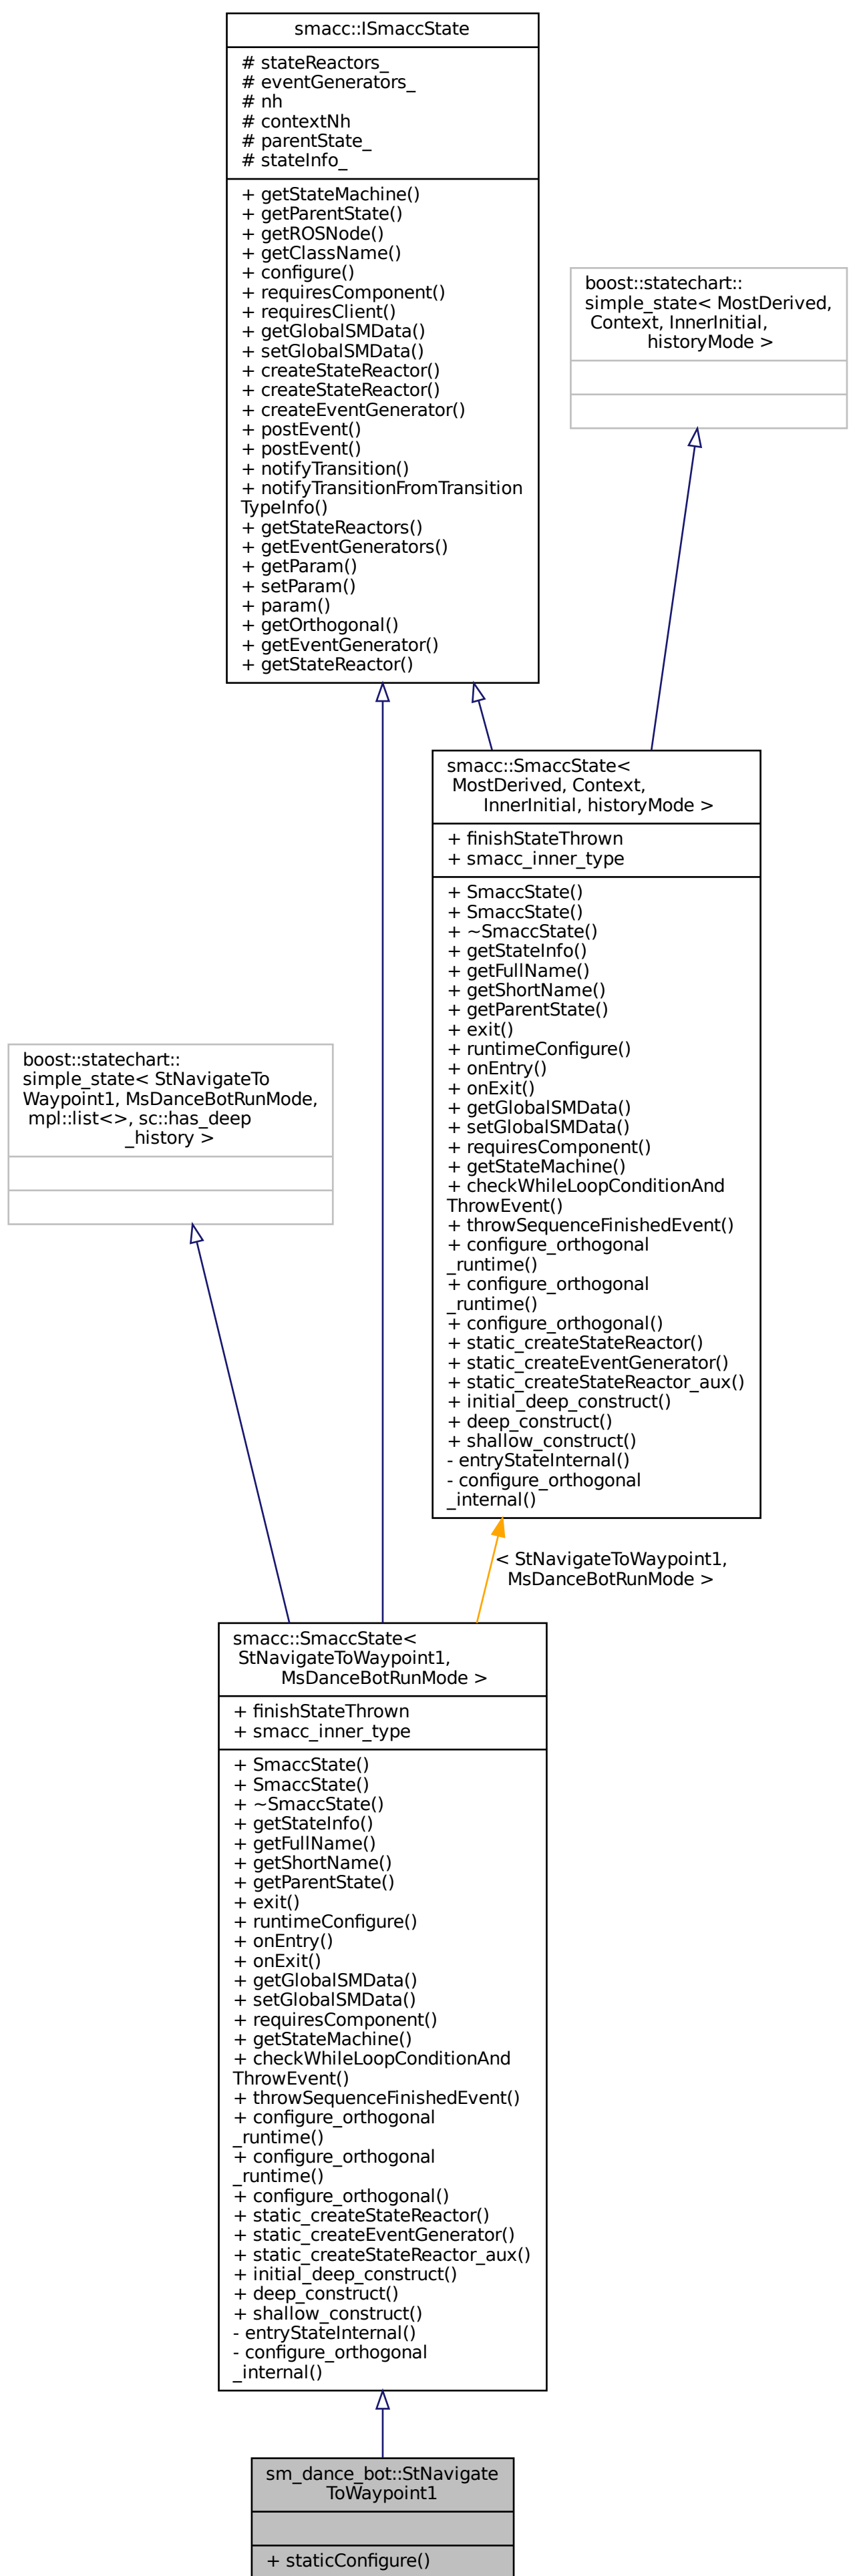 smacc::ISmaccState
# stateReactors_
# eventGenerators_
# nh
# contextNh
# parentState_
# stateInfo_
+ getStateMachine()
+ getParentState()
+ getROSNode()
+ getClassName()
+ configure()
+ requiresComponent()
+ requiresClient()
+ getGlobalSMData()
+ setGlobalSMData()
+ createStateReactor()
+ createStateReactor()
+ createEventGenerator()
+ postEvent()
+ postEvent()
+ notifyTransition()
+ notifyTransitionFromTransition
TypeInfo()
+ getStateReactors()
+ getEventGenerators()
+ getParam()
+ setParam()
+ param()
+ getOrthogonal()
+ getEventGenerator()
+ getStateReactor()
boost::statechart::
simple_state< MostDerived,
Context, InnerInitial,
historyMode >
smacc::SmaccState<
MostDerived, Context,
InnerInitial, historyMode >
+ finishStateThrown
+ smacc_inner_type
+ SmaccState()
+ SmaccState()
+ ~SmaccState()
+ getStateInfo()
+ getFullName()
+ getShortName()
+ getParentState()
+ exit()
+ runtimeConfigure()
+ onEntry()
+ onExit()
+ getGlobalSMData()
+ setGlobalSMData()
+ requiresComponent()
+ getStateMachine()
+ checkWhileLoopConditionAnd
ThrowEvent()
+ throwSequenceFinishedEvent()
+ configure_orthogonal
_runtime()
+ configure_orthogonal
_runtime()
+ configure_orthogonal()
+ static_createStateReactor()
+ static_createEventGenerator()
+ static_createStateReactor_aux()
+ initial_deep_construct()
+ deep_construct()
+ shallow_construct()
- entryStateInternal()
- configure_orthogonal
_internal()
boost::statechart::
simple_state< StNavigateTo
Waypoint1, MsDanceBotRunMode,
mpl::list<>, sc::has_deep
_history >
< StNavigateToWaypoint1,
MsDanceBotRunMode >
smacc::SmaccState<
StNavigateToWaypoint1,
MsDanceBotRunMode >
+ finishStateThrown
+ smacc_inner_type
+ SmaccState()
+ SmaccState()
+ ~SmaccState()
+ getStateInfo()
+ getFullName()
+ getShortName()
+ getParentState()
+ exit()
+ runtimeConfigure()
+ onEntry()
+ onExit()
+ getGlobalSMData()
+ setGlobalSMData()
+ requiresComponent()
+ getStateMachine()
+ checkWhileLoopConditionAnd
ThrowEvent()
+ throwSequenceFinishedEvent()
+ configure_orthogonal
_runtime()
+ configure_orthogonal
_runtime()
+ configure_orthogonal()
+ static_createStateReactor()
+ static_createEventGenerator()
+ static_createStateReactor_aux()
+ initial_deep_construct()
+ deep_construct()
+ shallow_construct()
- entryStateInternal()
- configure_orthogonal
_internal()
sm_dance_bot::StNavigate
ToWaypoint1
+ staticConfigure()